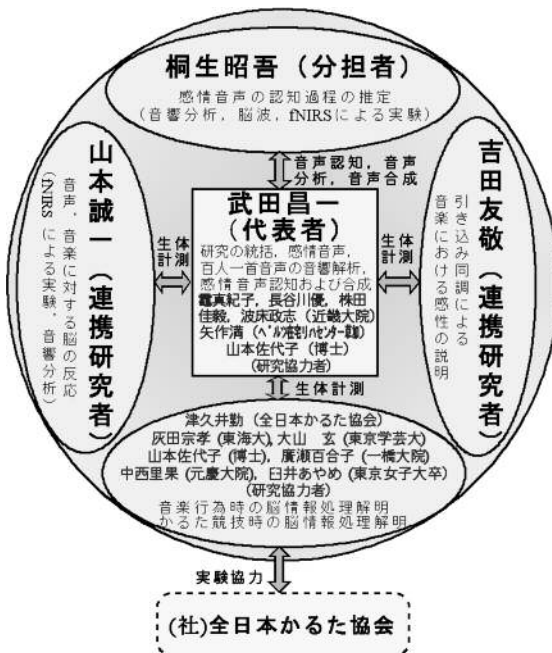 桐生昭吾（分担者）
感情音声の認知過程の推定
（音響分析，脳波，fNIRSによる実験）
音声認知，音声
分析，音声合成
山本誠一（連携研究者）
音声，音楽に対する脳の反応
（fNIRSによる実験，音響分析）
生体
計測
武田昌一
（代表者）
研究の統括，感情音声，
百人一首音声の音響解析，
感情音声認知および合成
真紀子，長谷川優，株田
佳毅，波床政志（近畿大院）
矢作満
山本佐代子（博士）
（研究協力者）
生体
計測
吉田友敬（連携研究者）
引き込み同調による
音楽における感性の説明
生体計測
津久井勤（全日本かるた協会）
灰田宗孝（東海大），大山　玄（東京学芸大）
山本佐代子（博士），廣瀬百合子（一橋大院）
中西里果（元慶大院），臼井あやめ（東京女子大卒）
（研究協力者）
音楽行為時の脳情報処理解明
かるた競技時の脳情報処理解明
実験協力
(社)全日本かるた協会